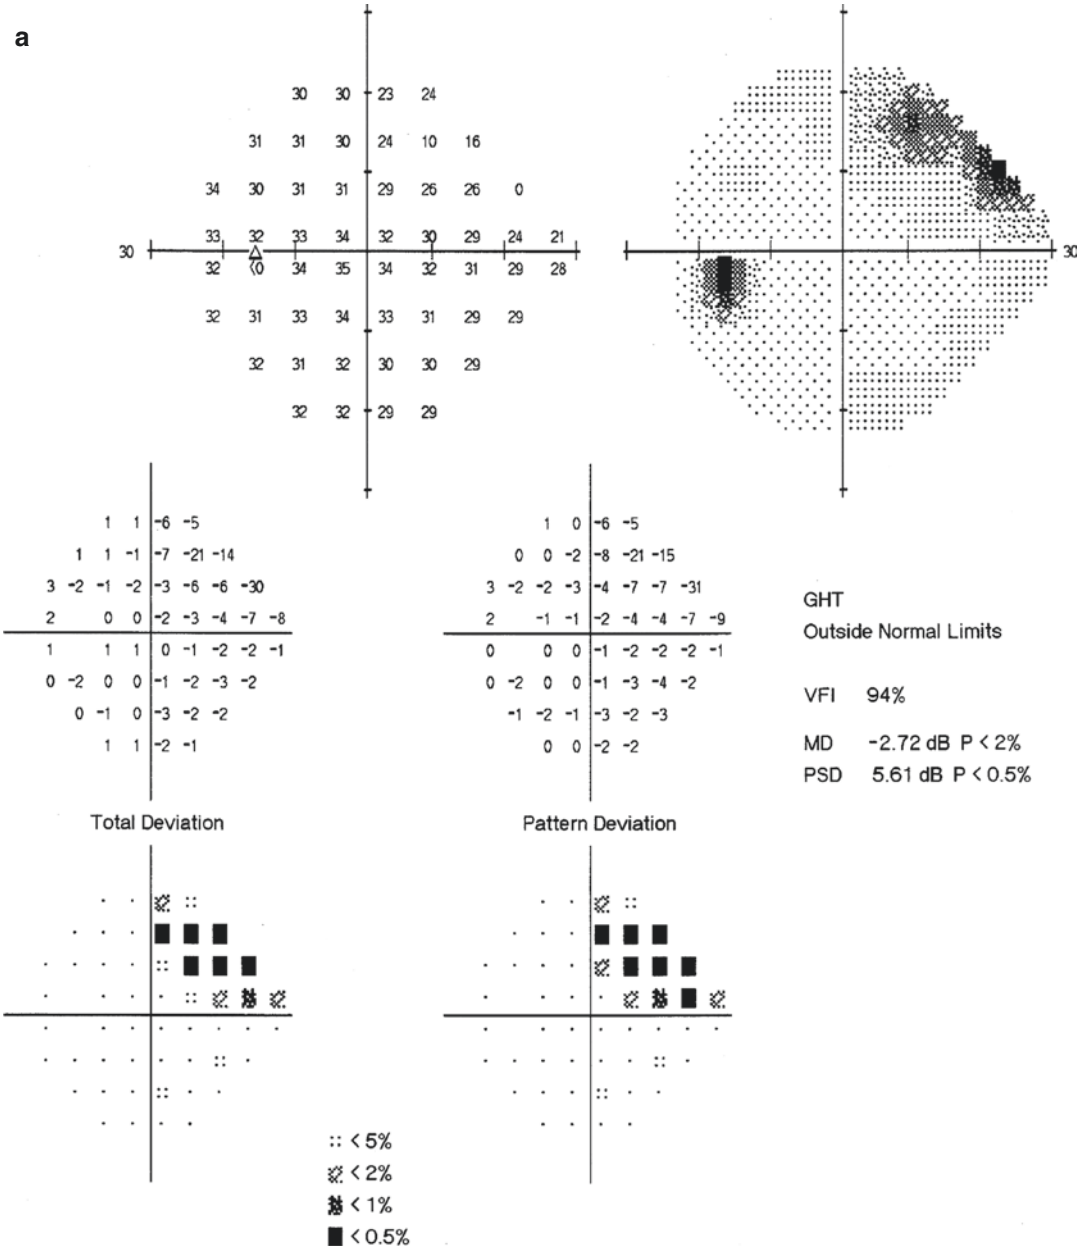 a
30 30 23 24
31 31 30 24 10 16
34 30 31 31 29 26 26 0
33 32 33 34 32 30 29 24 21
30 30
32 <0 34 35 34 32 31 29 28
32 31 33 34 33 31 29 29
32 31 32 30 30 29
32 32 29 29
1 1 -6 -5
1 1 -1 -7 -21 -14
3 -2 -1 -2 -3 -6 -6 -30
2 0 0 -2 -3 -4 -7 -8
1 1 1 0 -1 -2 -2 -1
0 -2 0 0 -1 -2 -3 -2
0 -1 0 -3 -2 -2
1 1 -2 -1
Total Deviation
1 0 -6 -5
0 0 -2 -8 -21 -15
3 -2 -2 -3 -4 -7 -7 -31
2 -1 -1 -2 -4 -4 -7 -9
0 0 0 -1 -2 -2 -2 -1
0 -2 0 0 -1 -3 -4 -2
-1 -2 -1 -3 -2 -3
0 0 -2 -2
Pattern Deviation
GHT
Outside Normal Limits
VFI 94%
MD -2.72 dB P < 2%
PSD 5.61 dB P < 0.5%
< 5%
< 2%
< 1%
< 0.5%